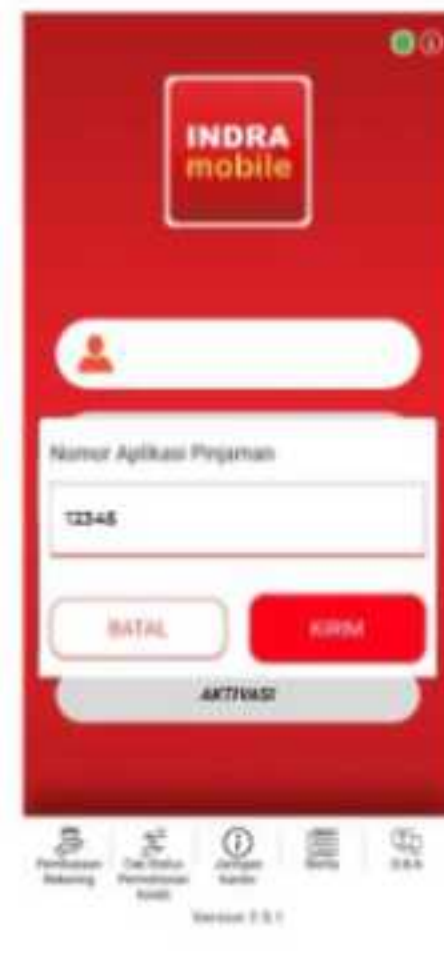 INDRA
mobile
Nomor Aplikasi Pinjaman
12345
BATAL
KIRIM
AKTIVASI
Pembukaan
Rekening
Cek Status
Permohonan
Kredit
Jaringan
Kantor
Berita
Q & A